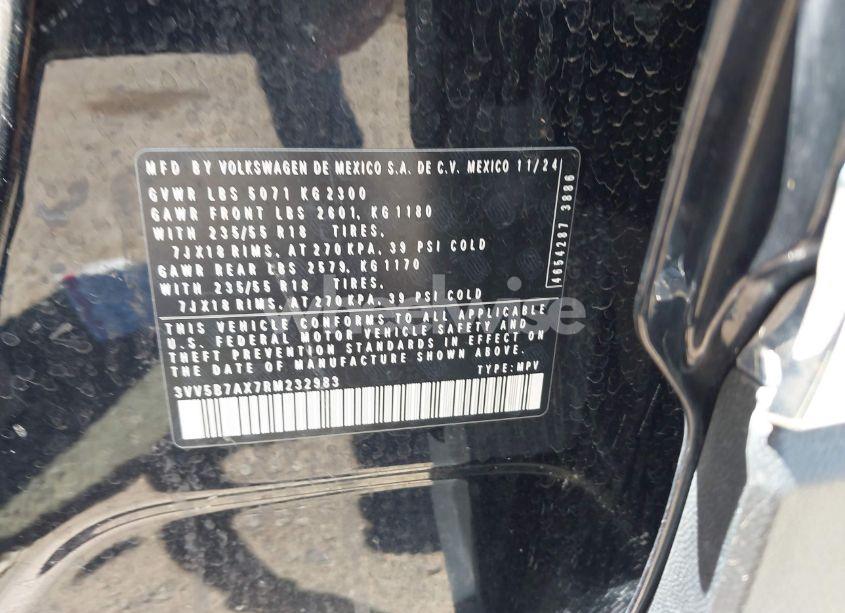 MFD BY VOLKSWAGEN DE MEXICO S.A. DE C.V. MEXICO 11/24
GVWR LBS 5071 KG 2300
GAWR FRONT LBS 2601, KG 1180
WITH 235/55 R18 TIRES,
7JX18 RIMS, AT 270 KPA, 39 PSI COLD
GAWR REAR LBS 2579, KG 1170
WITH 235/55 R18 TIRES,
7JX18 RIMS, AT 270 KPA, 39 PSI COLD
4654287 3886
THIS VEHICLE CONFORMS TO ALL APPLICABLE
U.S. FEDERAL MOTOR VEHICLE SAFETY AND
THEFT PREVENTION STANDARDS IN EFFECT ON
THE DATE OF MANUFACTURE SHOWN ABOVE.
3VV5B7AX7RM232983 TYPE: MPV